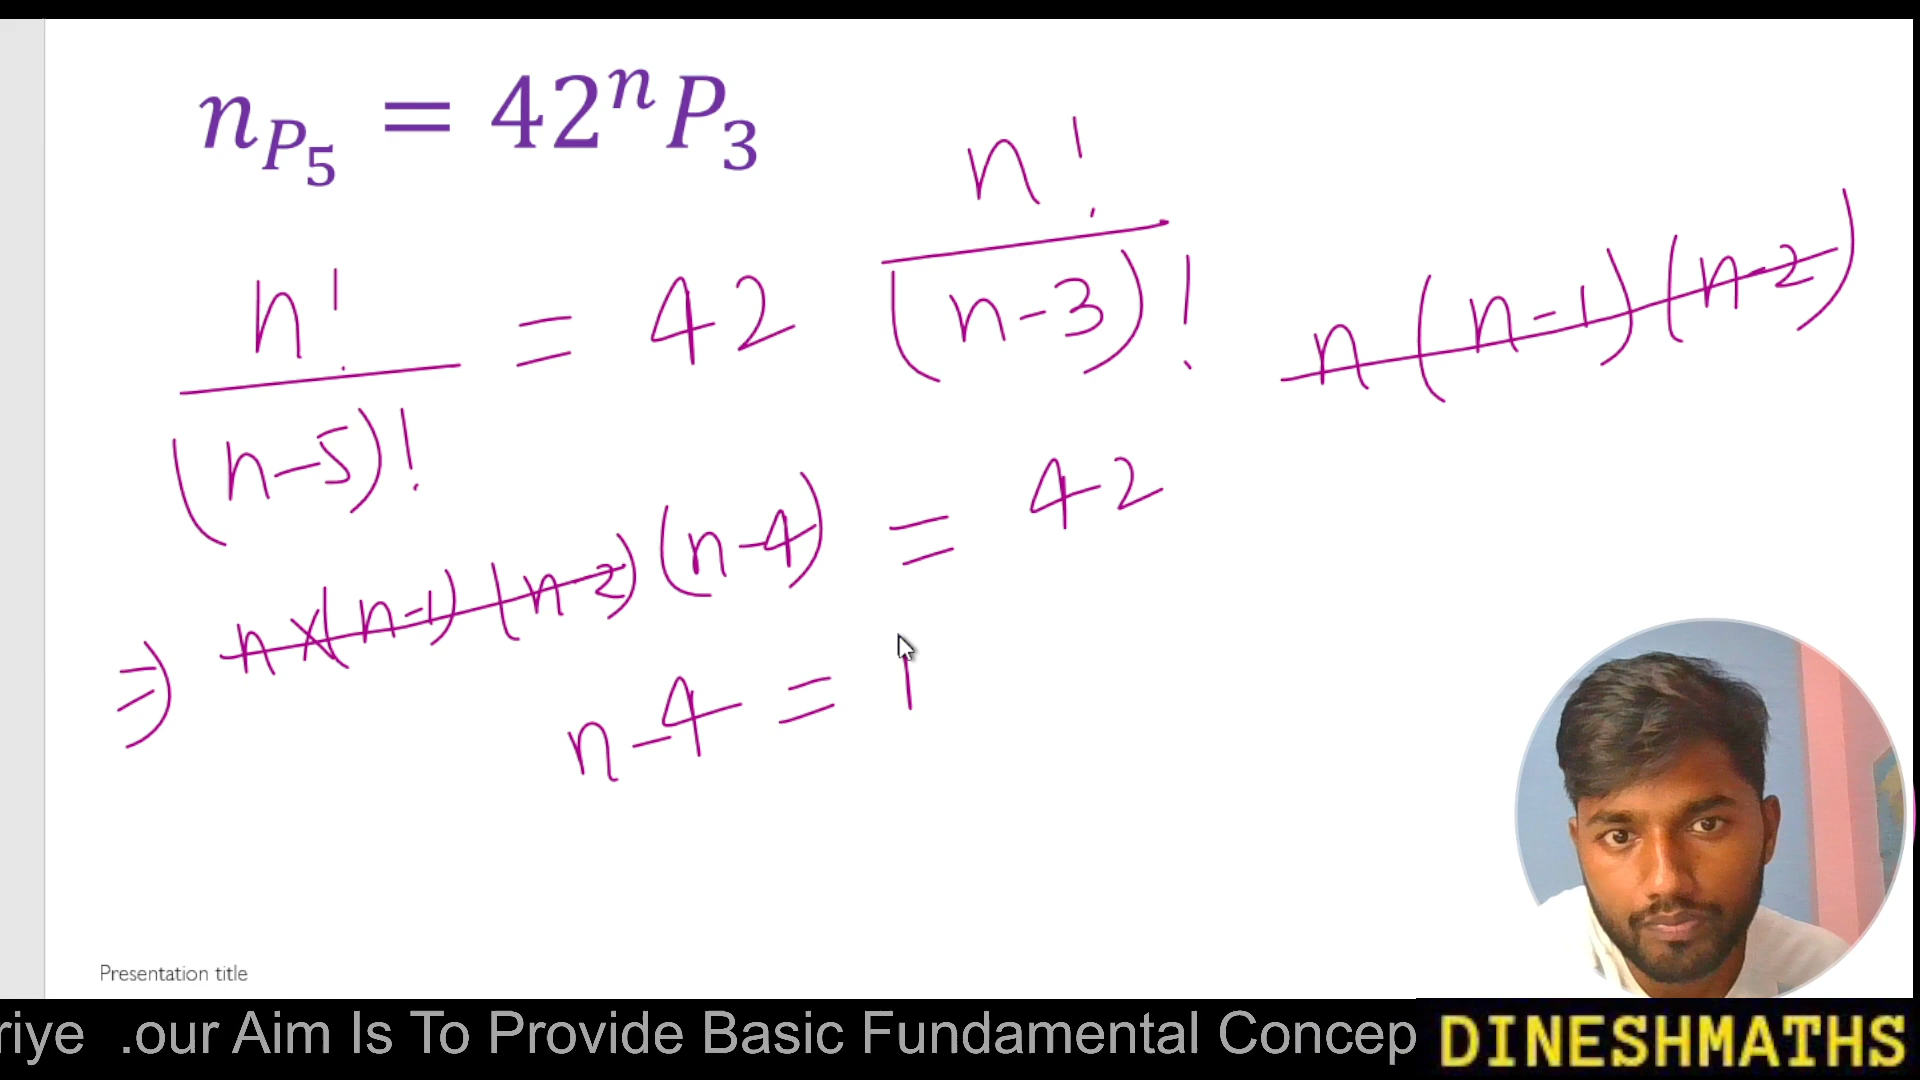 nP₅ = 42ⁿP₃
n!/(n-5)! = 42 n!/(n-3)! n(n-1)(n-2)
⇒ n×(n-1)(n-2)(n-4) = 42
n-4 = 1
Presentation title
riye .our Aim Is To Provide Basic Fundamental Concep
DINESHMATHS